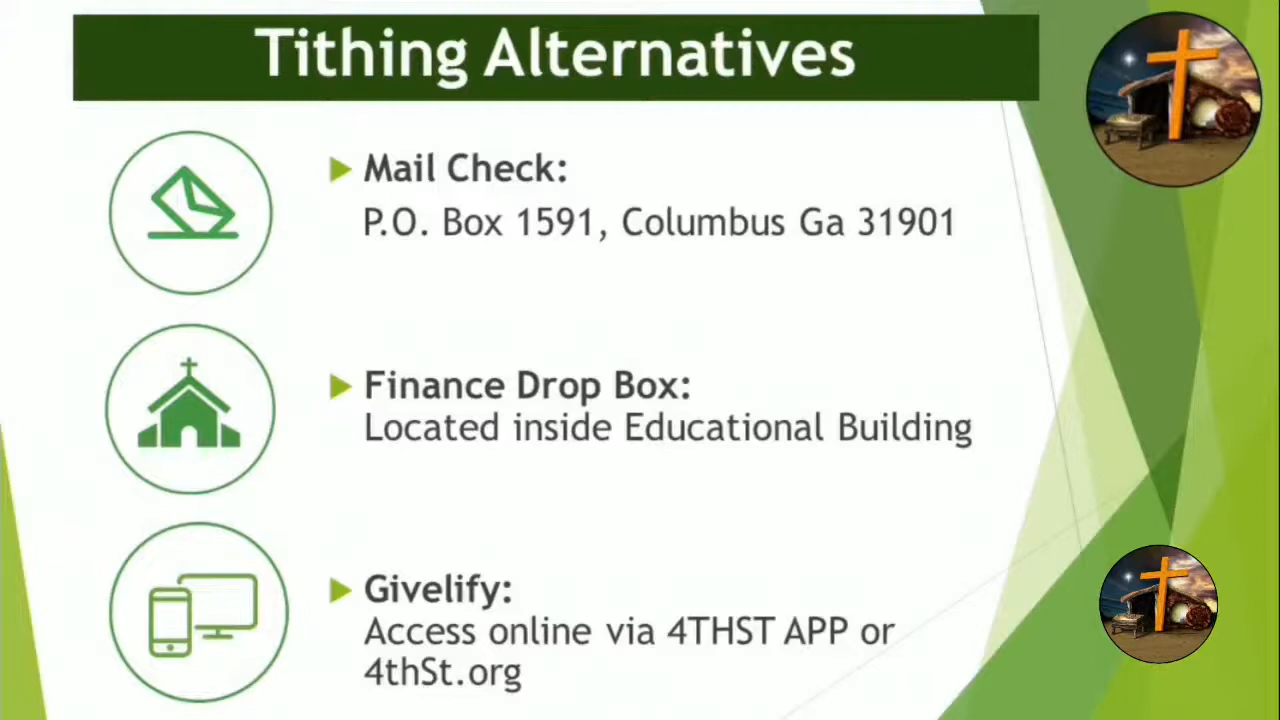 Tithing Alternatives
Mail Check:
P.O. Box 1591, Columbus Ga 31901
Finance Drop Box:
Located inside Educational Building
Givelify:
Access online via 4THST APP or
4thSt.org